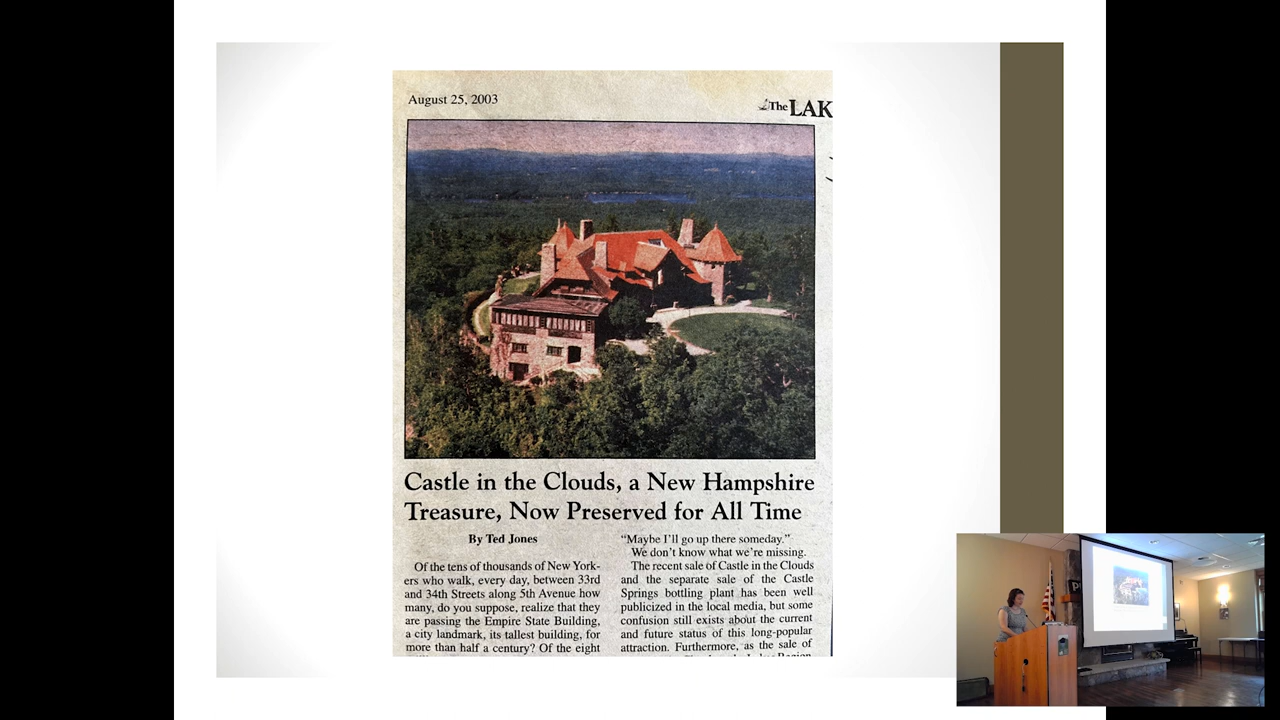 August 25, 2003
The LAK
Castle in the Clouds, a New Hampshire
Treasure, Now Preserved for All Time
By Ted Jones
Of the tens of thousands of New York-
ers who walk, every day, between 33rd
and 34th Streets along 5th Avenue how
many, do you suppose, realize that they
are passing the Empire State Building,
a city landmark, its tallest building, for
more than half a century? Of the eight
“Maybe I’ll go up there someday.”
We don’t know what we’re missing.
The recent sale of Castle in the Clouds
and the separate sale of the Castle
Springs bottling plant has been well
publicized in the local media, but some
confusion still exists about the current
and future status of this long-popular
attraction. Furthermore, as the sale of